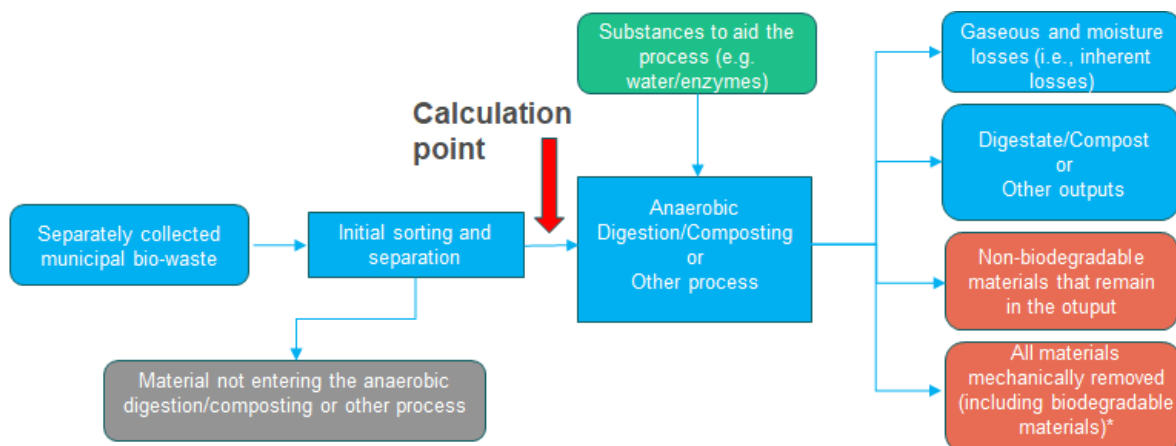 Substances to aid the
process (e.g.
water/enzymes)
Gaseous and moisture
losses (i.e., inherent
losses)
Calculation
point
Digestate/Compost
or
Other outputs
Separately collected
municipal bio-waste
Initial sorting and
separation
Anaerobic
Digestion/Composting
or
Other process
Non-biodegradable
materials that remain
in the otuput
Material not entering the anaerobic
digestion/composting or other process
All materials
mechanically removed
(including biodegradable
materials)*